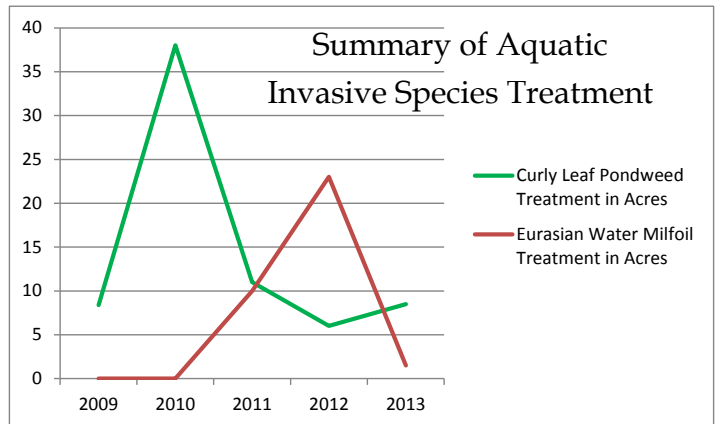 Summary of Aquatic
Invasive Species Treatment
40
35
30
25
20
15
10
5
0
2009 2010 2011 2012 2013
Curly Leaf Pondweed
Treatment in Acres
Eurasian Water Milfoil
Treatment in Acres